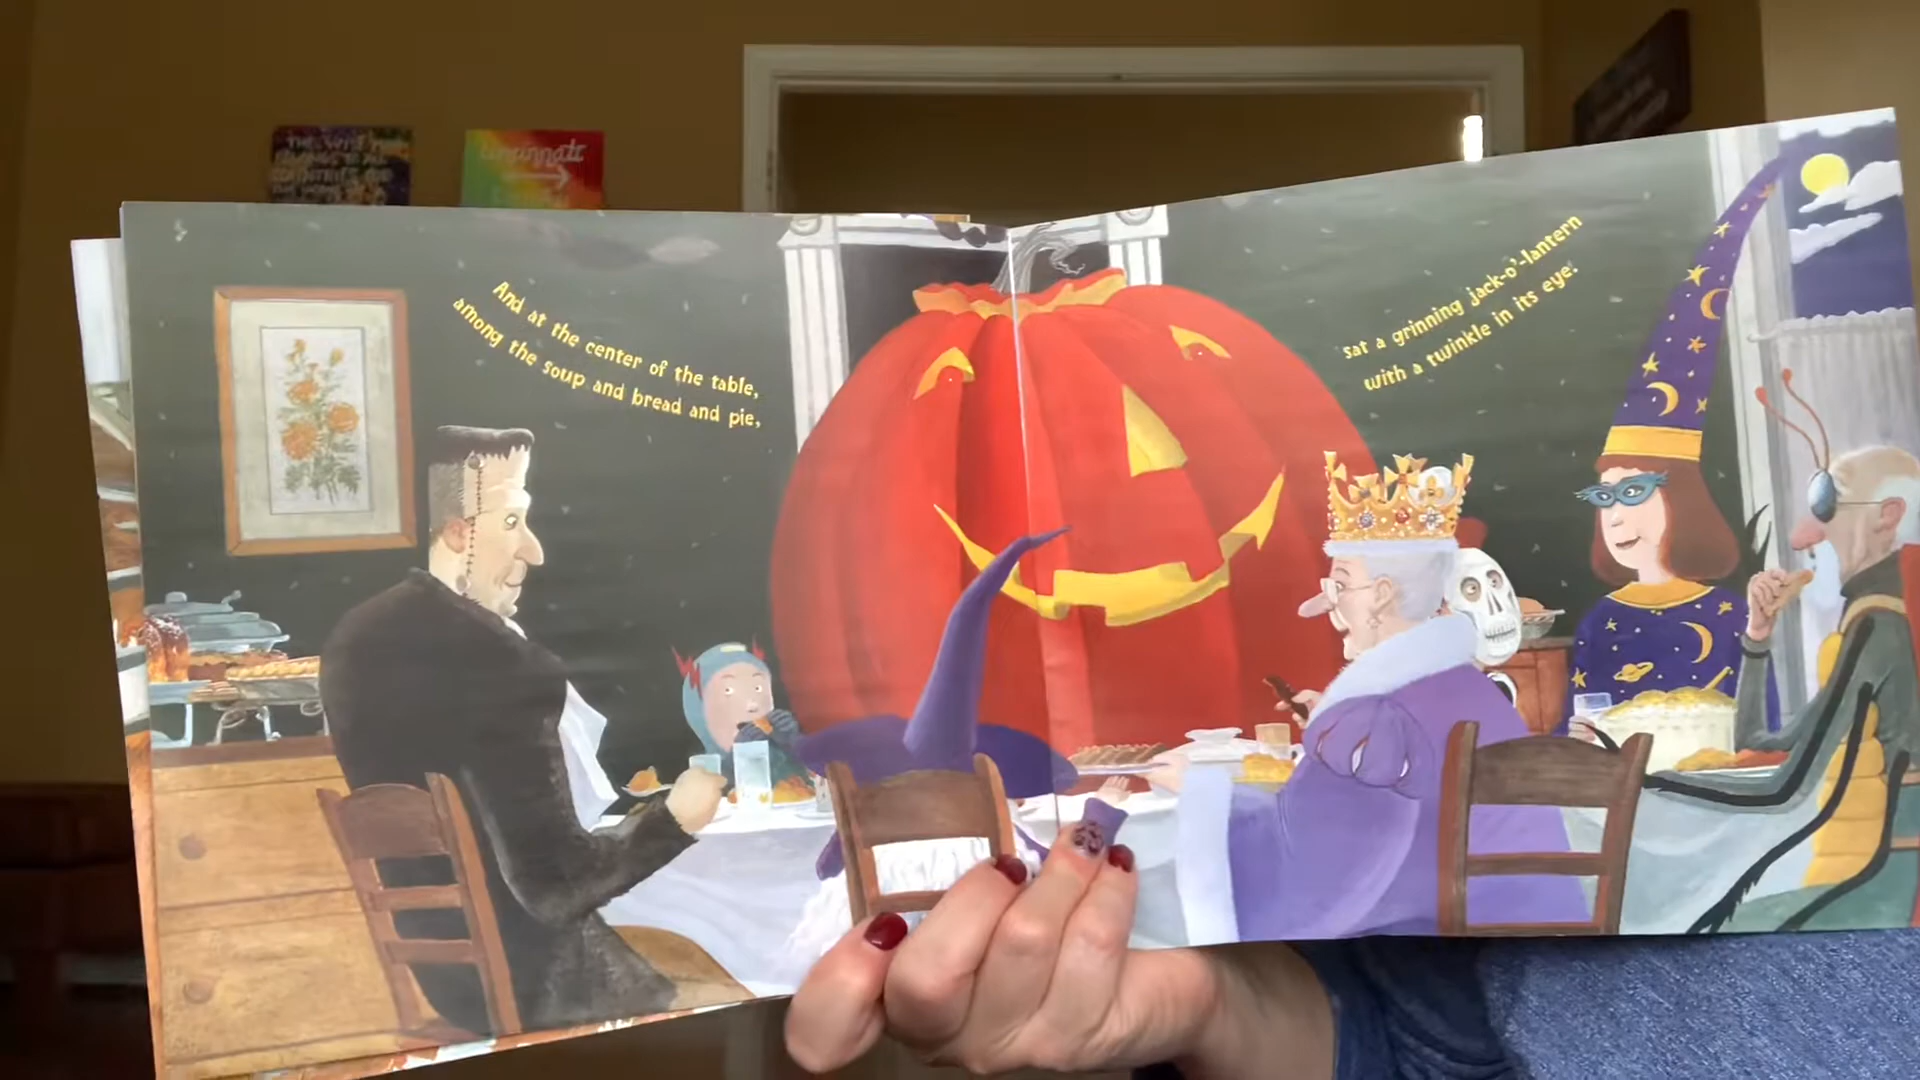 And at the center of the table,
among the soup and bread and pie,
sat a grinning jack-o'-lantern
with a twinkle in its eye.
cincinnati